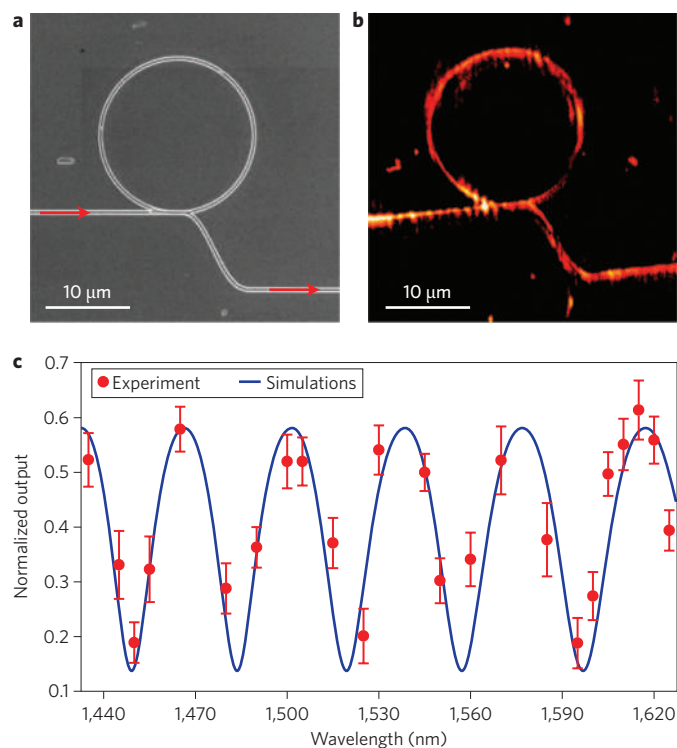 a
b
10 μm
10 μm
c
0.7
Experiment
Simulations
0.6
0.5
0.4
0.3
0.2
0.1
Normalized output
1,440
1,470
1,500
1,530
1,560
1,590
1,620
Wavelength (nm)